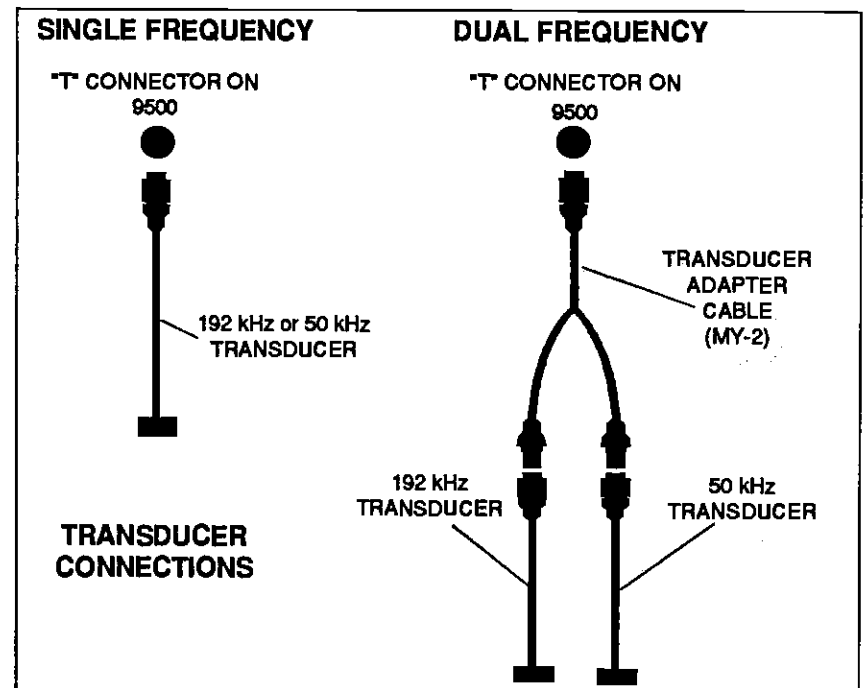 SINGLE FREQUENCY
"T" CONNECTOR ON
9500
192 kHz or 50 kHz
TRANSDUCER
TRANSDUCER
CONNECTIONS
DUAL FREQUENCY
"T" CONNECTOR ON
9500
TRANSDUCER
ADAPTER
CABLE
(MY-2)
192 kHz
TRANSDUCER
50 kHz
TRANSDUCER